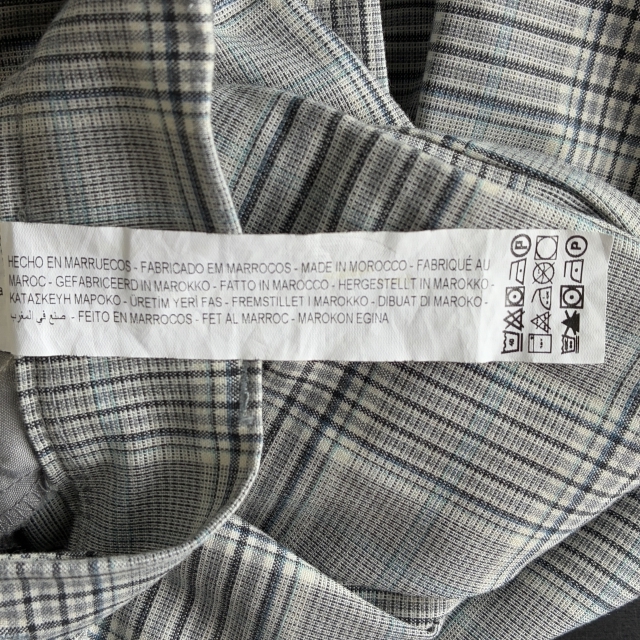 HECHO EN MARRUECOS - FABRICADO EM MARROCOS - MADE IN MOROCCO - FABRIQUÉ AU
MAROC - GEFABRICEERD IN MAROKKO - FATTO IN MAROCCO - HERGESTELLT IN MAROKKO -
ΚΑΤΑΣΚΕΥΗ ΜΑΡΟΚΟ - ÜRETİM YERİ FAS - FREMSTILLET I MAROKKO - DIBUAT DI MAROKO -
صنع في المغرب - FEITO EN MARROCOS - FET AL MARROC - MAROKON EGINA